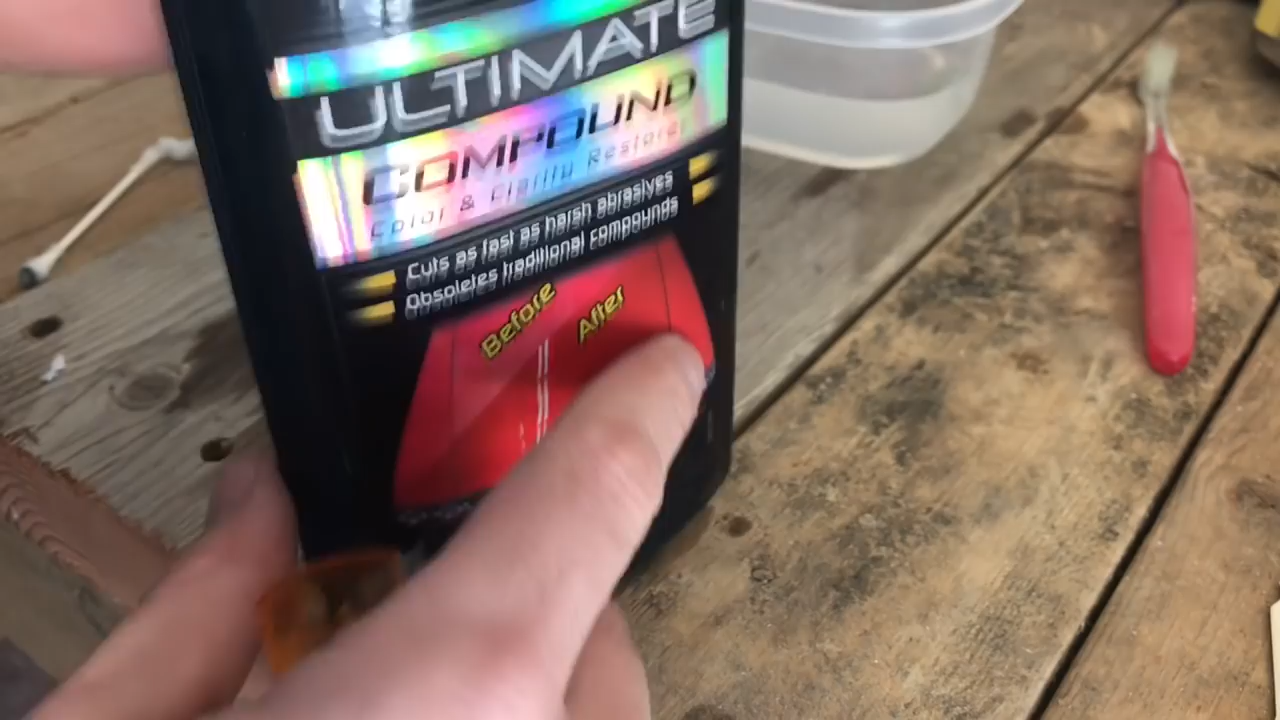 ULTIMATE
COMPOUND
Color & Clarity Restorer
Cuts as fast as harsh abrasives
Obsoletes traditional compounds
Before After